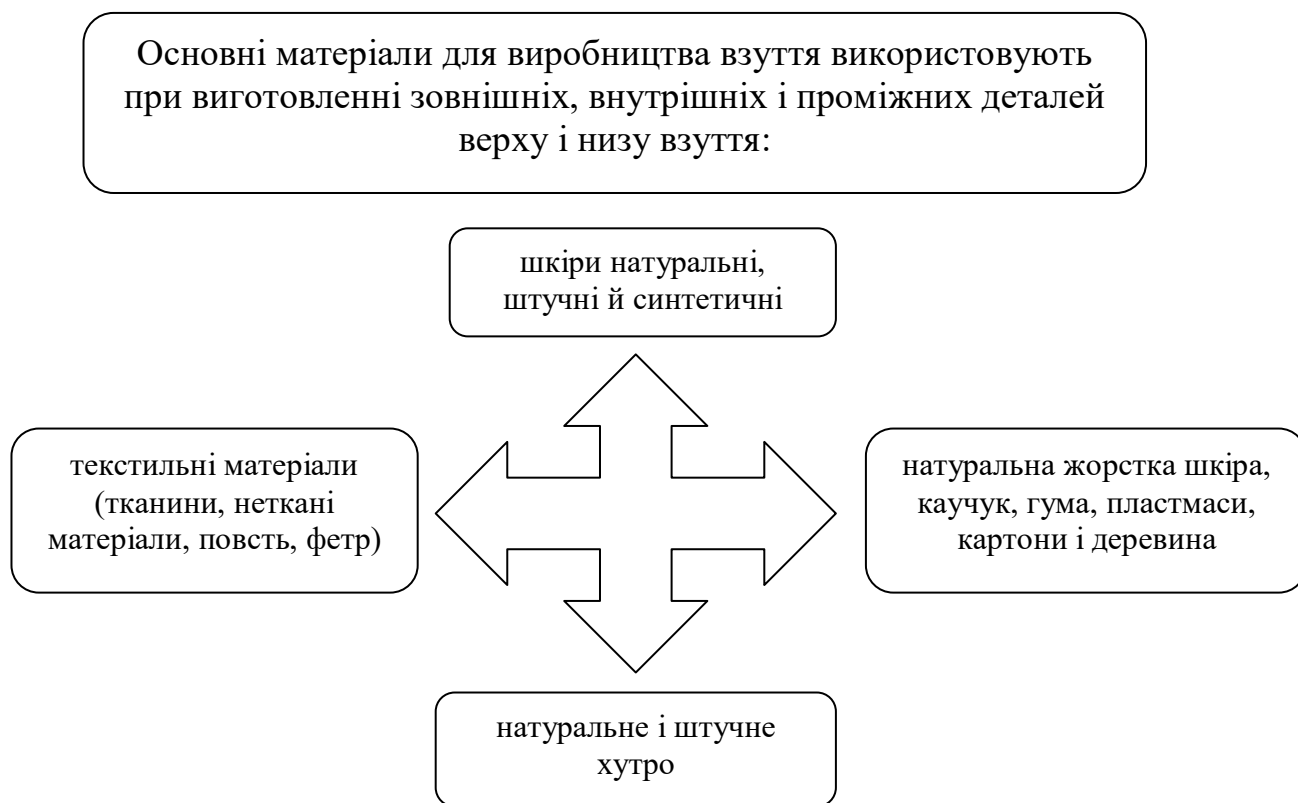 Основні матеріали для виробництва взуття використовують
при виготовленні зовнішніх, внутрішніх і проміжних деталей
верху і низу взуття:
шкіри натуральні,
штучні й синтетичні
текстильні матеріали
(тканини, неткані
матеріали, повсть, фетр)
натуральна жорстка шкіра,
каучук, гума, пластмаси,
картони і деревина
натуральне і штучне
хутро